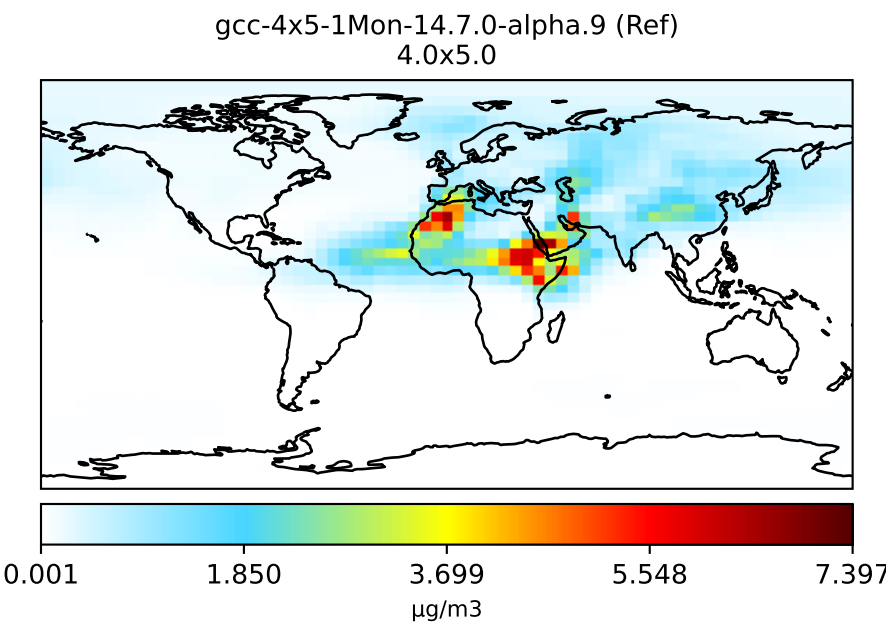 gcc-4x5-1Mon-14.7.0-alpha.9 (Ref)
4.0x5.0
0.001 1.850 3.699 5.548 7.397
μg/m3